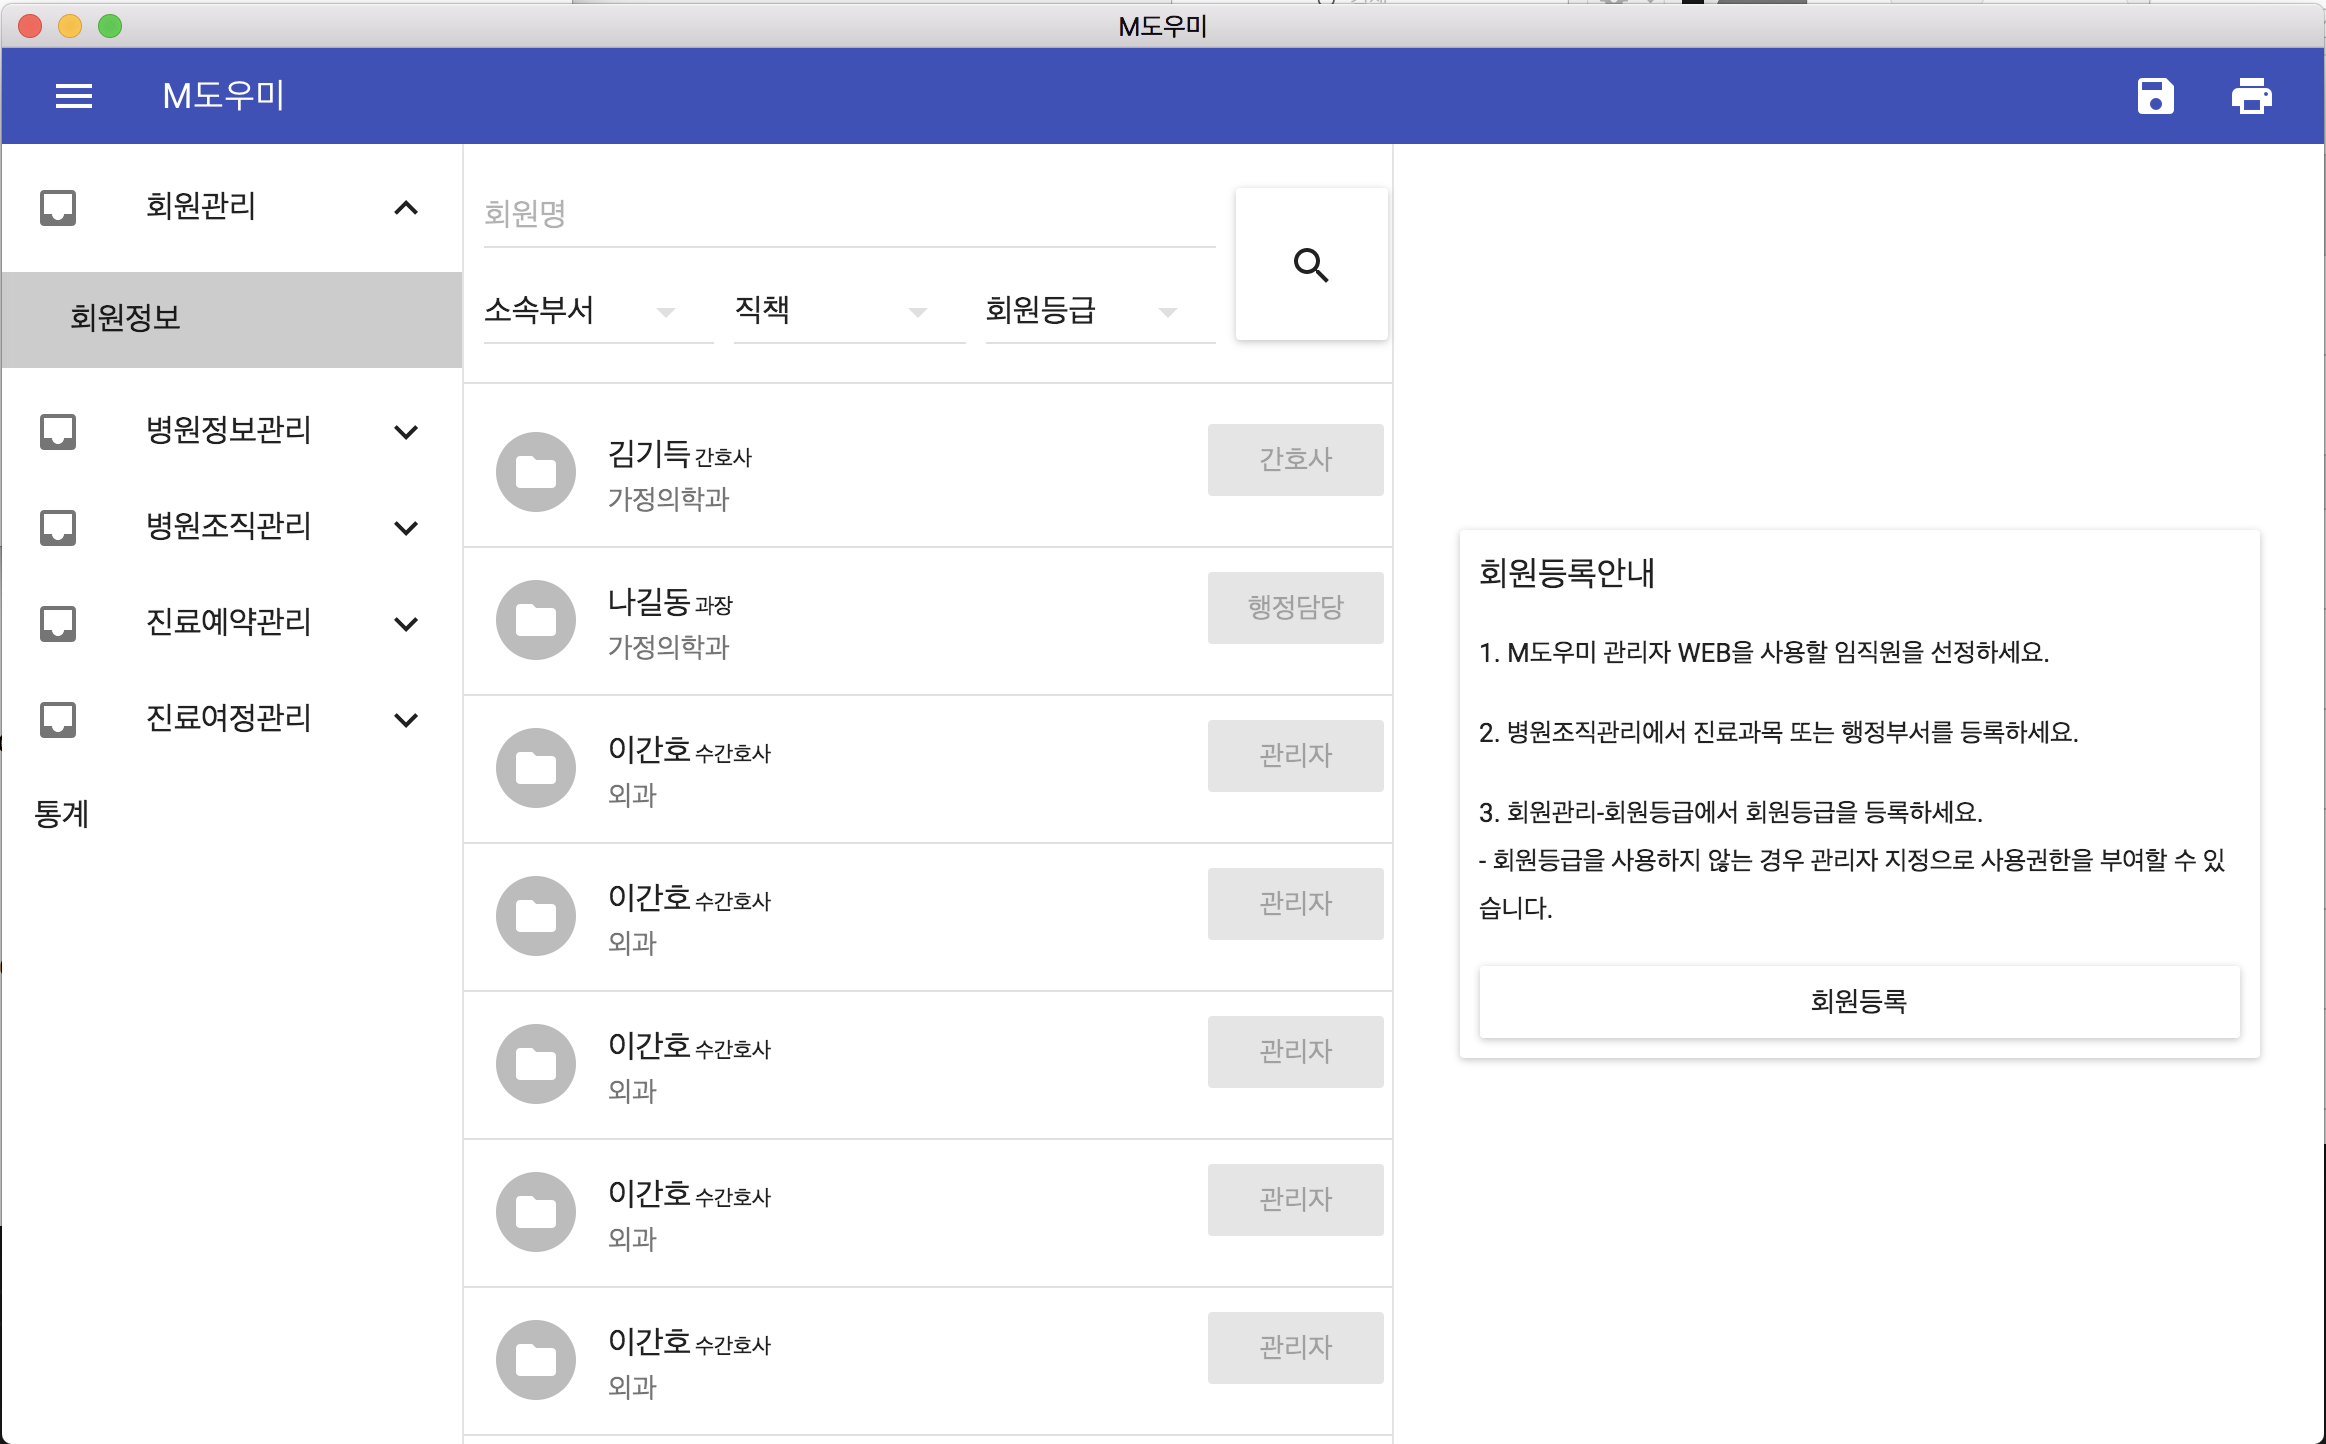 M도우미
M도우미
회원관리
회원정보
병원정보관리
병원조직관리
진료예약관리
진료여정관리
통계
회원명
소속부서 직책 회원등급
김기득 간호사
가정의학과
간호사
나길동 과장
가정의학과
행정담당
이간호 수간호사
외과
관리자
이간호 수간호사
외과
관리자
이간호 수간호사
외과
관리자
이간호 수간호사
외과
관리자
이간호 수간호사
외과
관리자
회원등록안내
1. M도우미 관리자 WEB을 사용할 임직원을 선정하세요.
2. 병원조직관리에서 진료과목 또는 행정부서를 등록하세요.
3. 회원관리-회원등급에서 회원등급을 등록하세요.
- 회원등급을 사용하지 않는 경우 관리자 지정으로 사용권한을 부여할 수 있
습니다.
회원등록